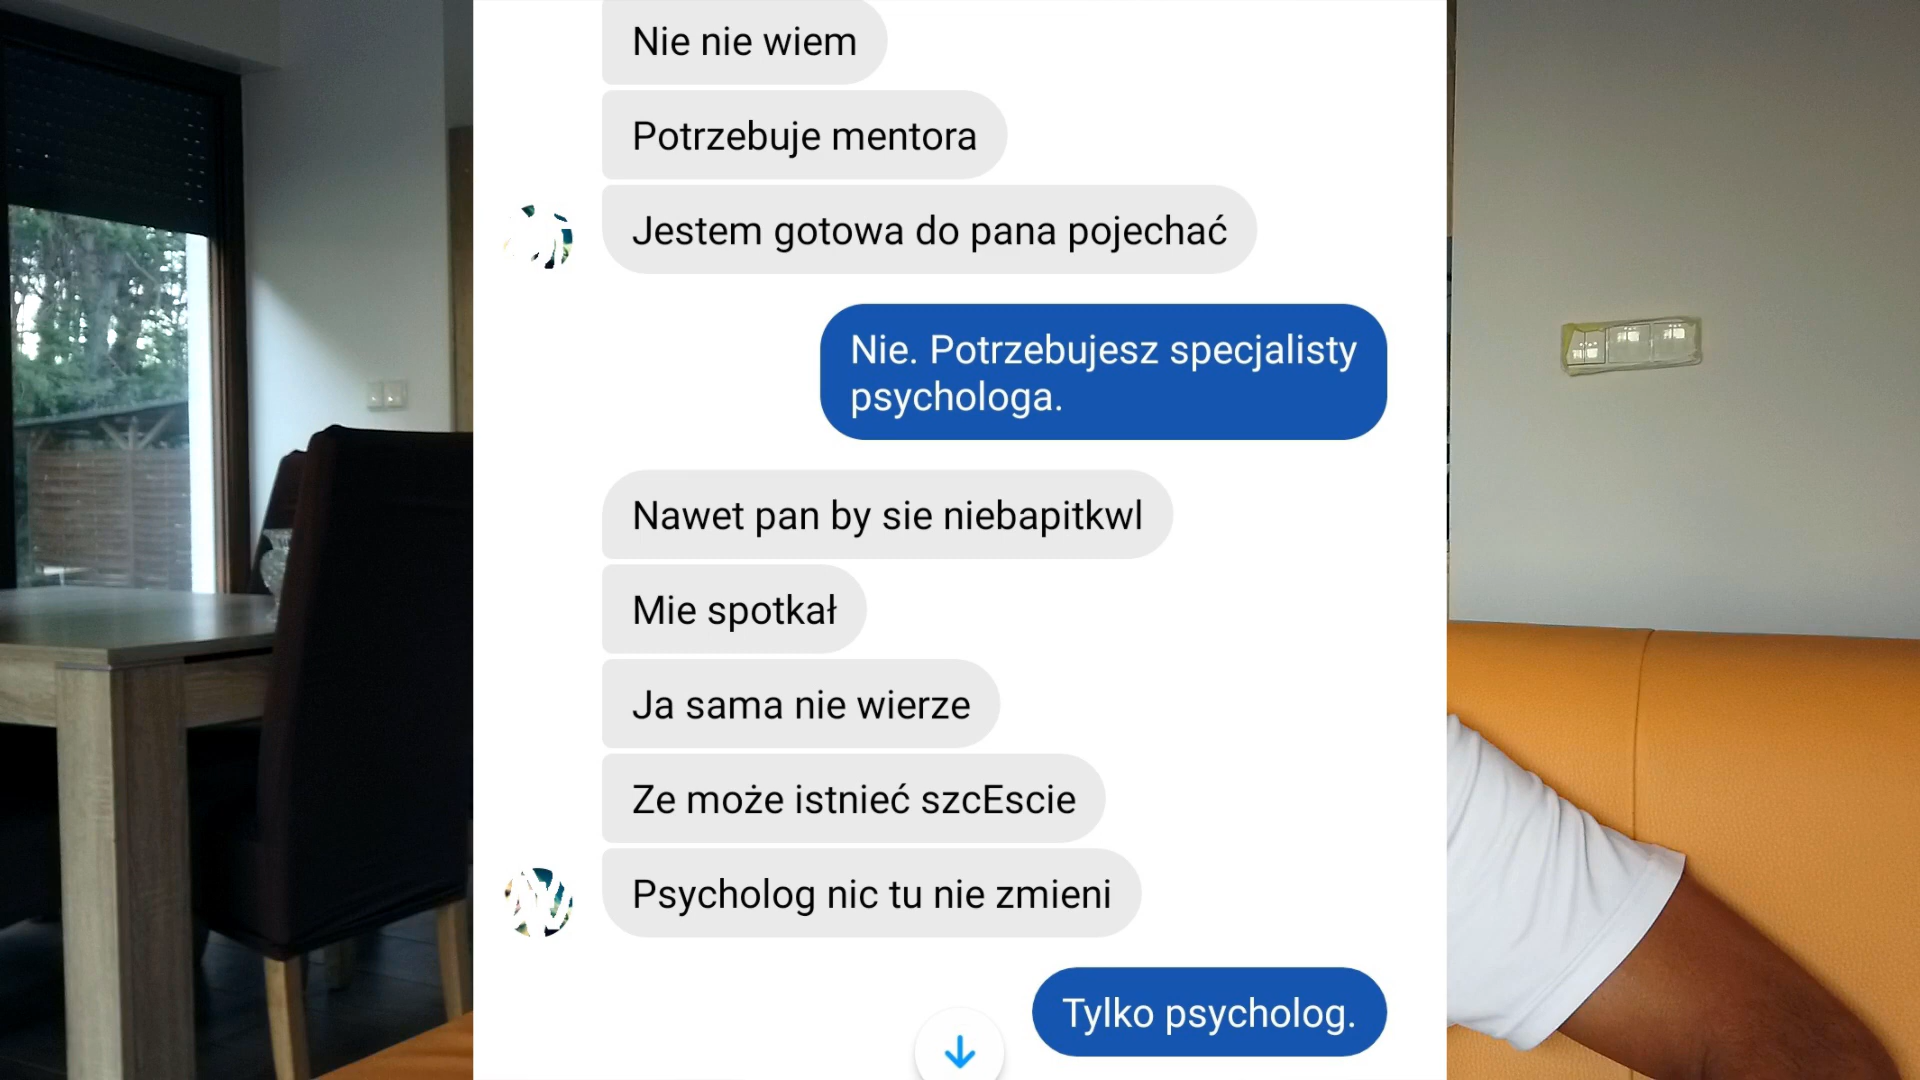 Nie nie wiem
Potrzebuje mentora
Jestem gotowa do pana pojechać
Nie. Potrzebujesz specjalisty
psychologa.
Nawet pan by sie niebapitkwl
Mie spotkał
Ja sama nie wierze
Ze może istnieć szcEscie
Psycholog nic tu nie zmieni
Tylko psycholog.